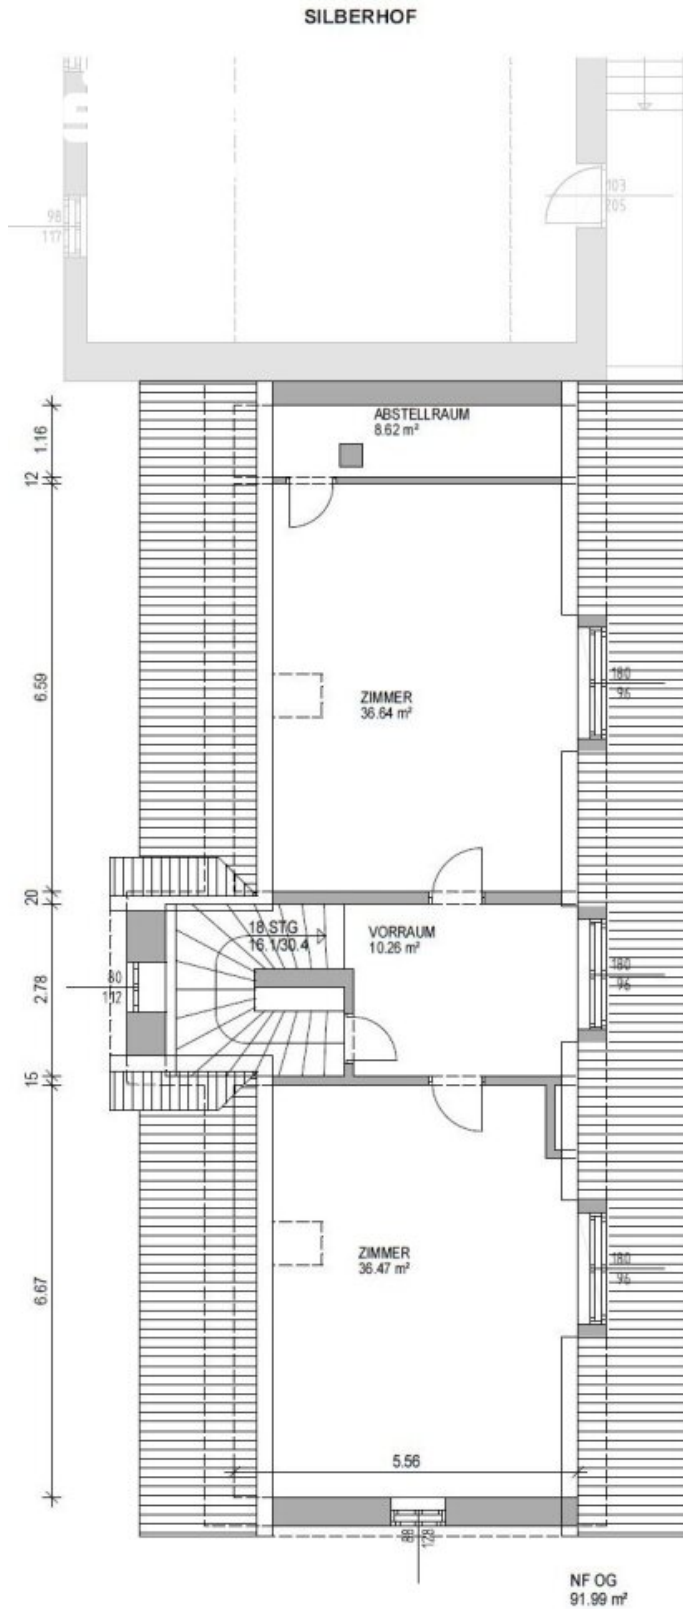 SILBERHOF
103
205
98
117
ABSTELLRAUM
8.62 m²
1.16
12
6.59
ZIMMER
36.64 m²
180
96
20
18 STG
16.1/30.4
VORRAUM
10.26 m²
2.78
80
112
180
96
15
ZIMMER
36.47 m²
180
96
6.67
5.56
88
128
NF OG
91.99 m²